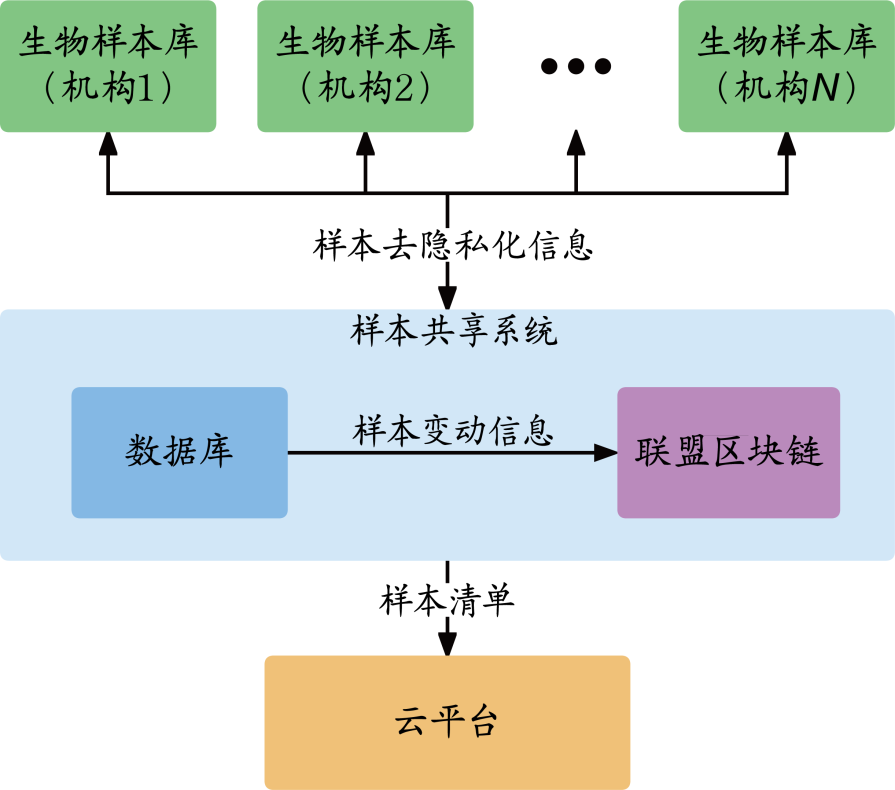 生物样本库
（机构1）
生物样本库
（机构2）
•••
生物样本库
（机构N）
样本去隐私化信息
样本共享系统
数据库
样本变动信息
联盟区块链
样本清单
云平台